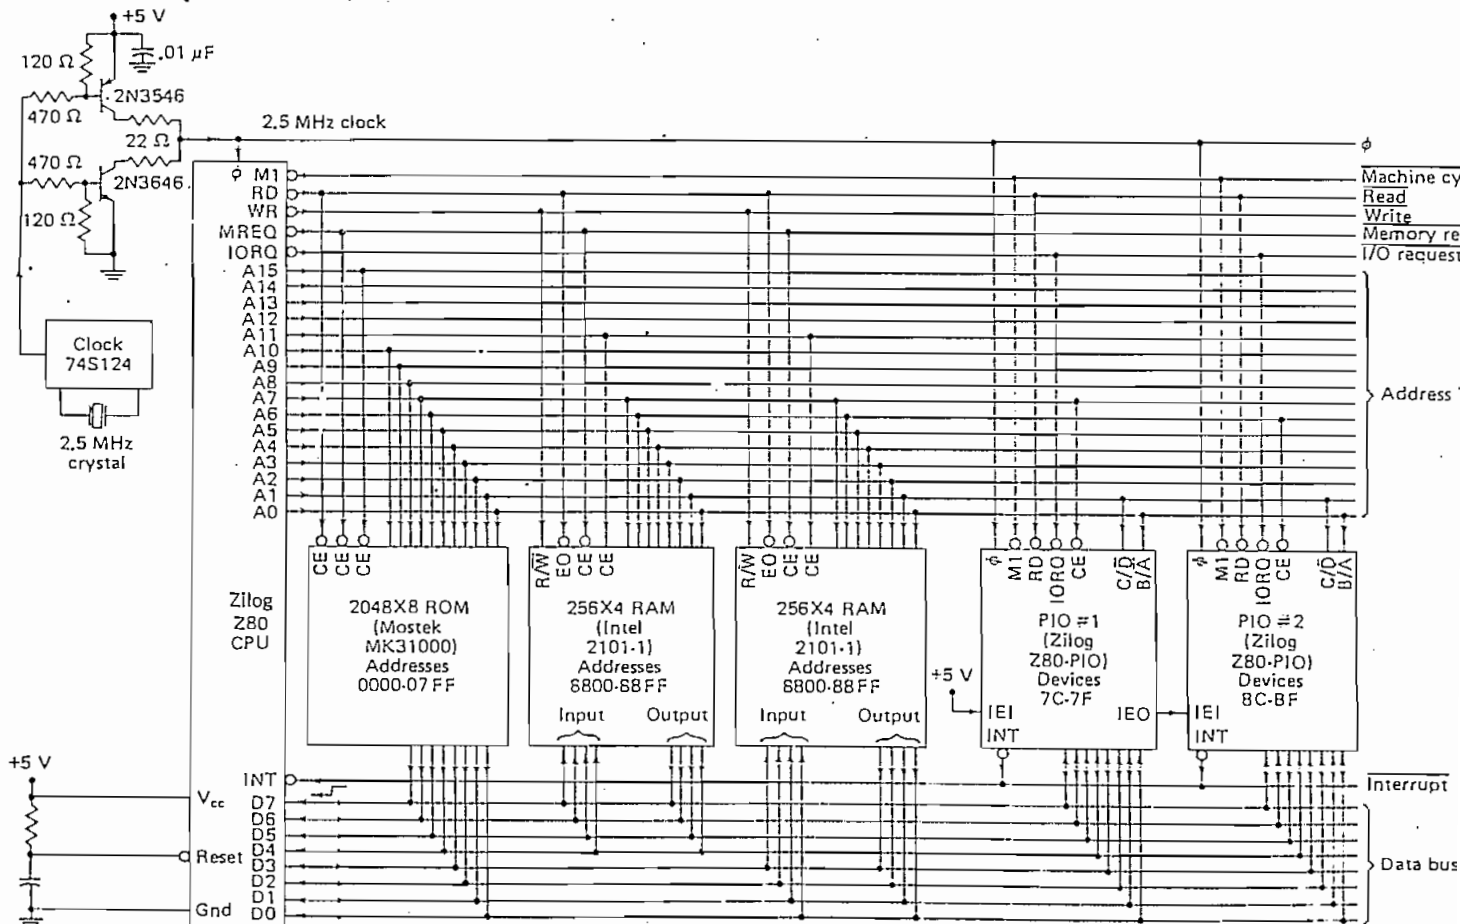 +5 V
120 Ω
.01 µF
2N3546
470 Ω
22 Ω
470 Ω
2N3646
120 Ω
2.5 MHz clock
Clock
74S124
2.5 MHz
crystal
ϕ
M1
RD
WR
MREQ
IORQ
A15
A14
A13
A12
A11
A10
A9
A8
A7
A6
A5
A4
A3
A2
A1
A0
ϕ
Machine cy
Read
Write
Memory re
I/O request
Address
Zilog
Z80
CPU
CE
CE
CE
2048X8 ROM
(Mostek
MK31000)
Addresses
0000-07FF
R/W
EO
CE
CE
256X4 RAM
(Intel
2101-1)
Addresses
8800-88FF
Input
Output
R/W
EO
CE
CE
256X4 RAM
(Intel
2101-1)
Addresses
8800-88FF
Input
Output
ϕ
M1
RD
IORQ
CE
C/D
B/A
PIO #1
(Zilog
Z80-PIO)
Devices
7C-7F
+5 V
IEI
IEO
INT
ϕ
M1
RD
IORQ
CE
C/D
B/A
PIO #2
(Zilog
Z80-PIO)
Devices
8C-BF
IEI
INT
+5 V
Vcc
Reset
Gnd
INT
D7
D6
D5
D4
D3
D2
D1
D0
Interrupt
Data bus